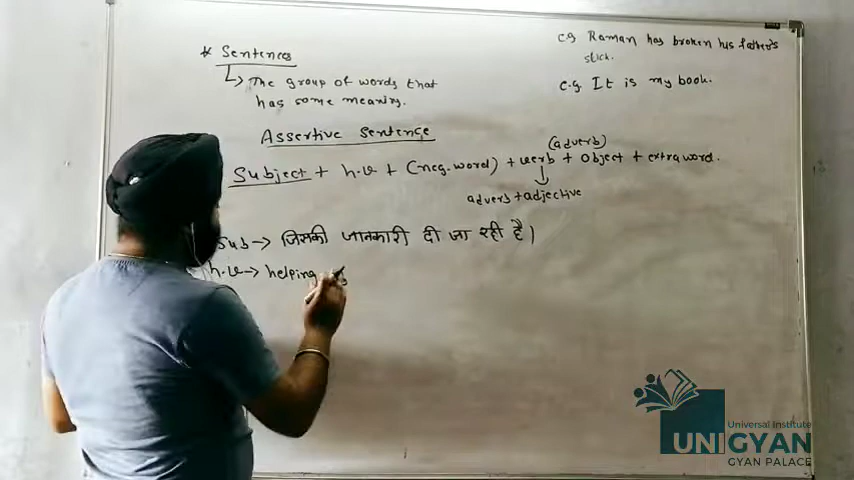 * Sentences
↳ The group of words that
has some meaning.
e.g Raman has broken his father's
stick.
e.g It is my book.
Assertive Sentence
(adverb)
Subject + h.v + (neg. word) + verb + object + extra word.
adverb + adjective
Sub → जिसकी जानकारी दी जा रही है।
h.v → helping
Universal Institute
UNIGYAN
GYAN PALACE